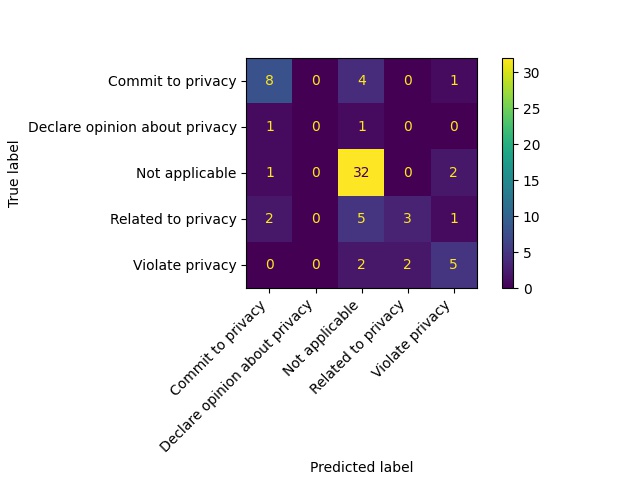 Commit to privacy 8 0 4 0 1
Declare opinion about privacy 1 0 1 0 0
Not applicable 1 0 32 0 2
Related to privacy 2 0 5 3 1
Violate privacy 0 0 2 2 5
True label
Commit to privacy
Declare opinion about privacy
Not applicable
Related to privacy
Violate privacy
Predicted label
30
25
20
15
10
5
0